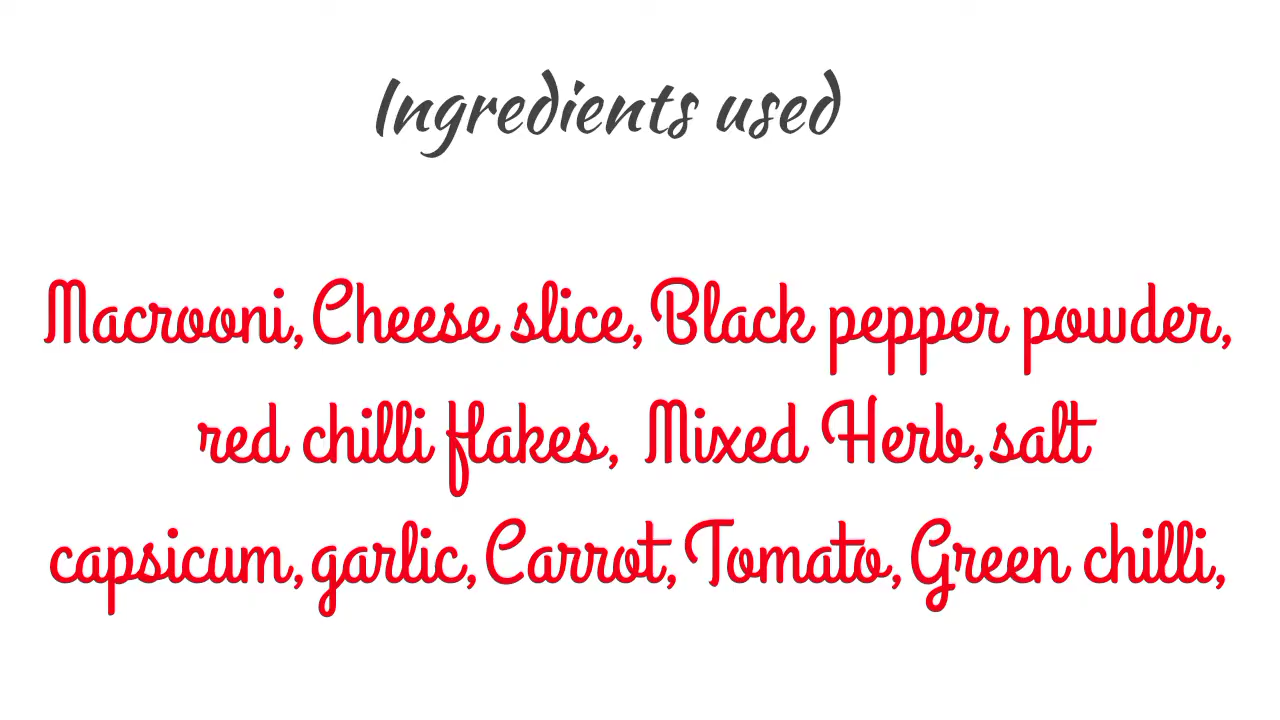 Ingredients used
Macrooni, Cheese slice, Black pepper powder,
red chilli flakes, Mixed Herb, salt
capsicum, garlic, Carrot, Tomato, Green chilli,